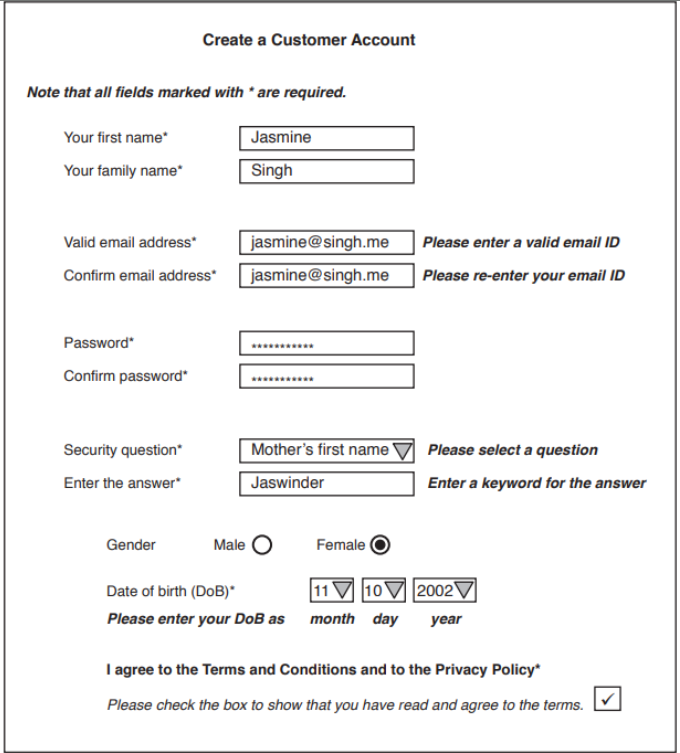 Create a Customer Account
Note that all fields marked with * are required.
Your first name* Jasmine
Your family name* Singh
Valid email address* jasmine@singh.me Please enter a valid email ID
Confirm email address* jasmine@singh.me Please re-enter your email ID
Password* ***********
Confirm password* ***********
Security question* Mother's first name Please select a question
Enter the answer* Jaswinder Enter a keyword for the answer
Gender Male Female
Date of birth (DoB)* 11 10 2002
Please enter your DoB as month day year
I agree to the Terms and Conditions and to the Privacy Policy*
Please check the box to show that you have read and agree to the terms. ✓